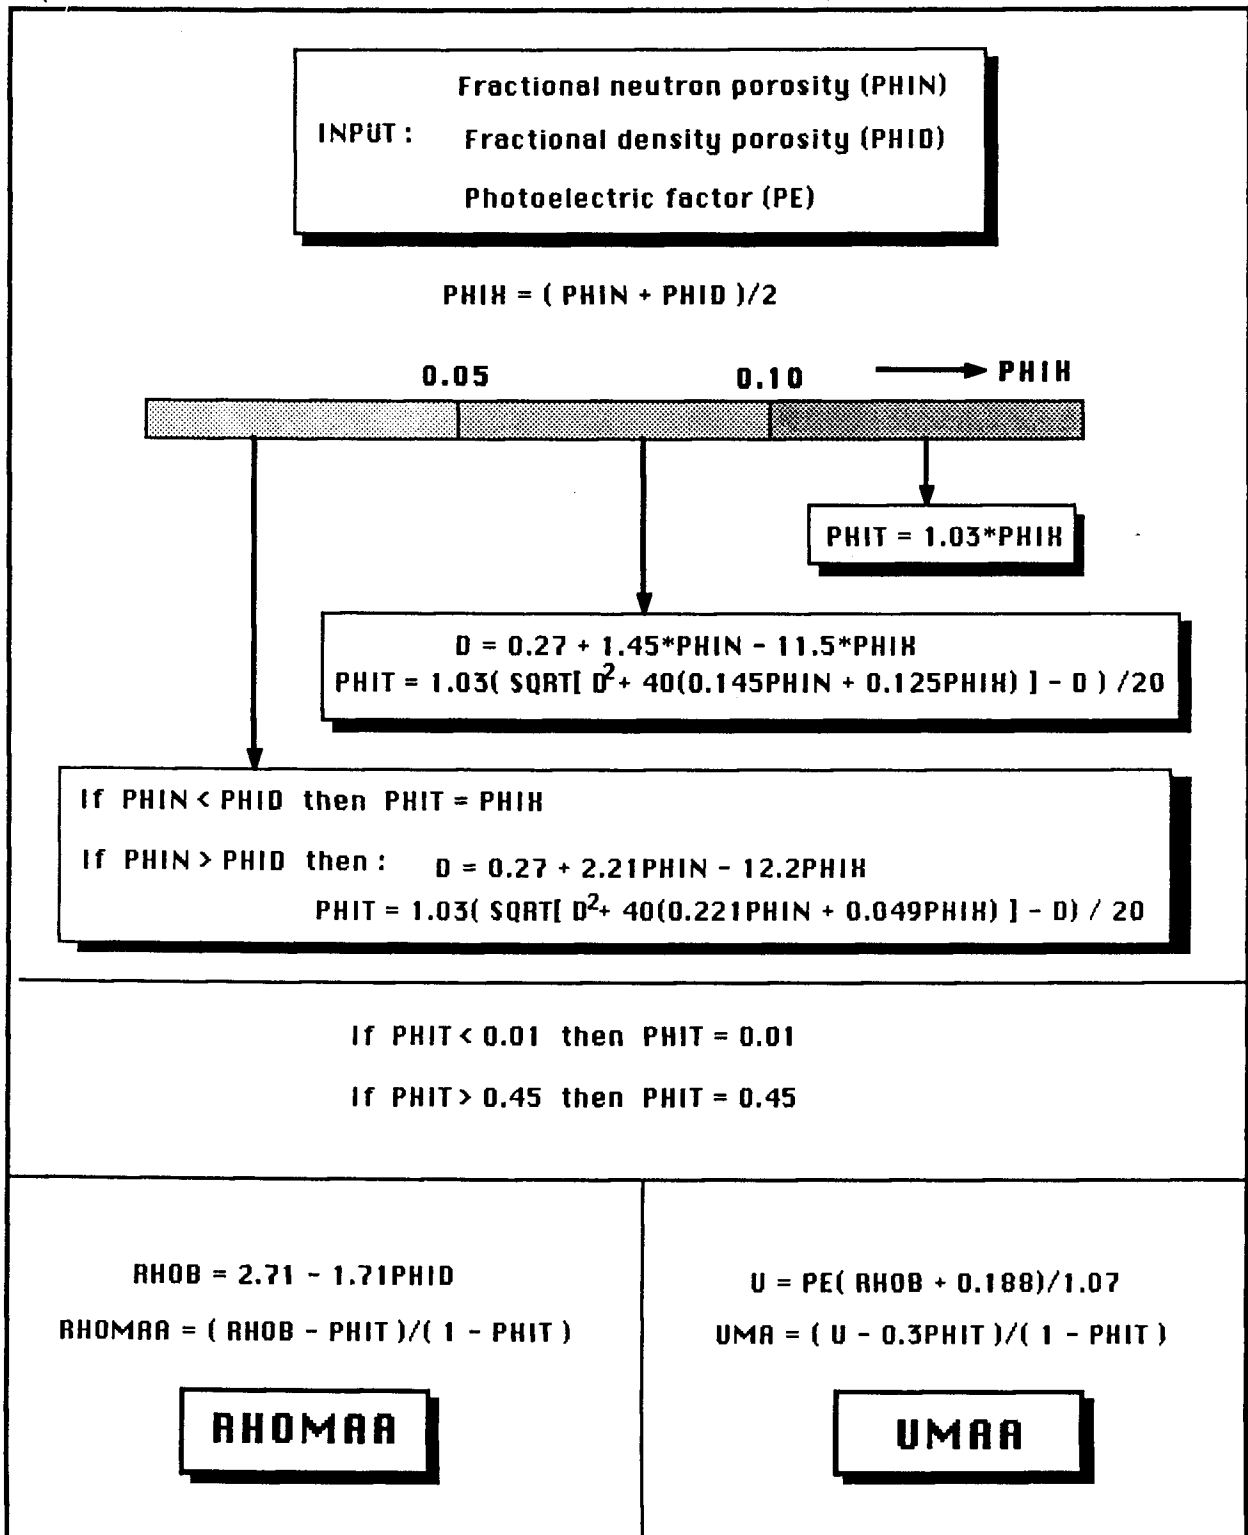 Fractional neutron porosity (PHIN)
INPUT: Fractional density porosity (PHID)
Photoelectric factor (PE)
PHIX = ( PHIN + PHID )/2
0.05 0.10 PHIX
PHIT = 1.03*PHIX
D = 0.27 + 1.45*PHIN - 11.5*PHIX
PHIT = 1.03( SQRT[ D²+ 40(0.145PHIN + 0.125PHIX) ] - D ) /20
If PHIN < PHID then PHIT = PHIX
If PHIN > PHID then: D = 0.27 + 2.21PHIN - 12.2PHIX
PHIT = 1.03( SQRT[ D²+ 40(0.221PHIN + 0.049PHIX) ] - D) / 20
If PHIT < 0.01 then PHIT = 0.01
If PHIT > 0.45 then PHIT = 0.45
RHOB = 2.71 - 1.71PHID
RHOMAA = ( RHOB - PHIT )/( 1 - PHIT )
RHOMAA
U = PE( RHOB + 0.188)/1.07
UMA = ( U - 0.3PHIT )/( 1 - PHIT )
UMAA